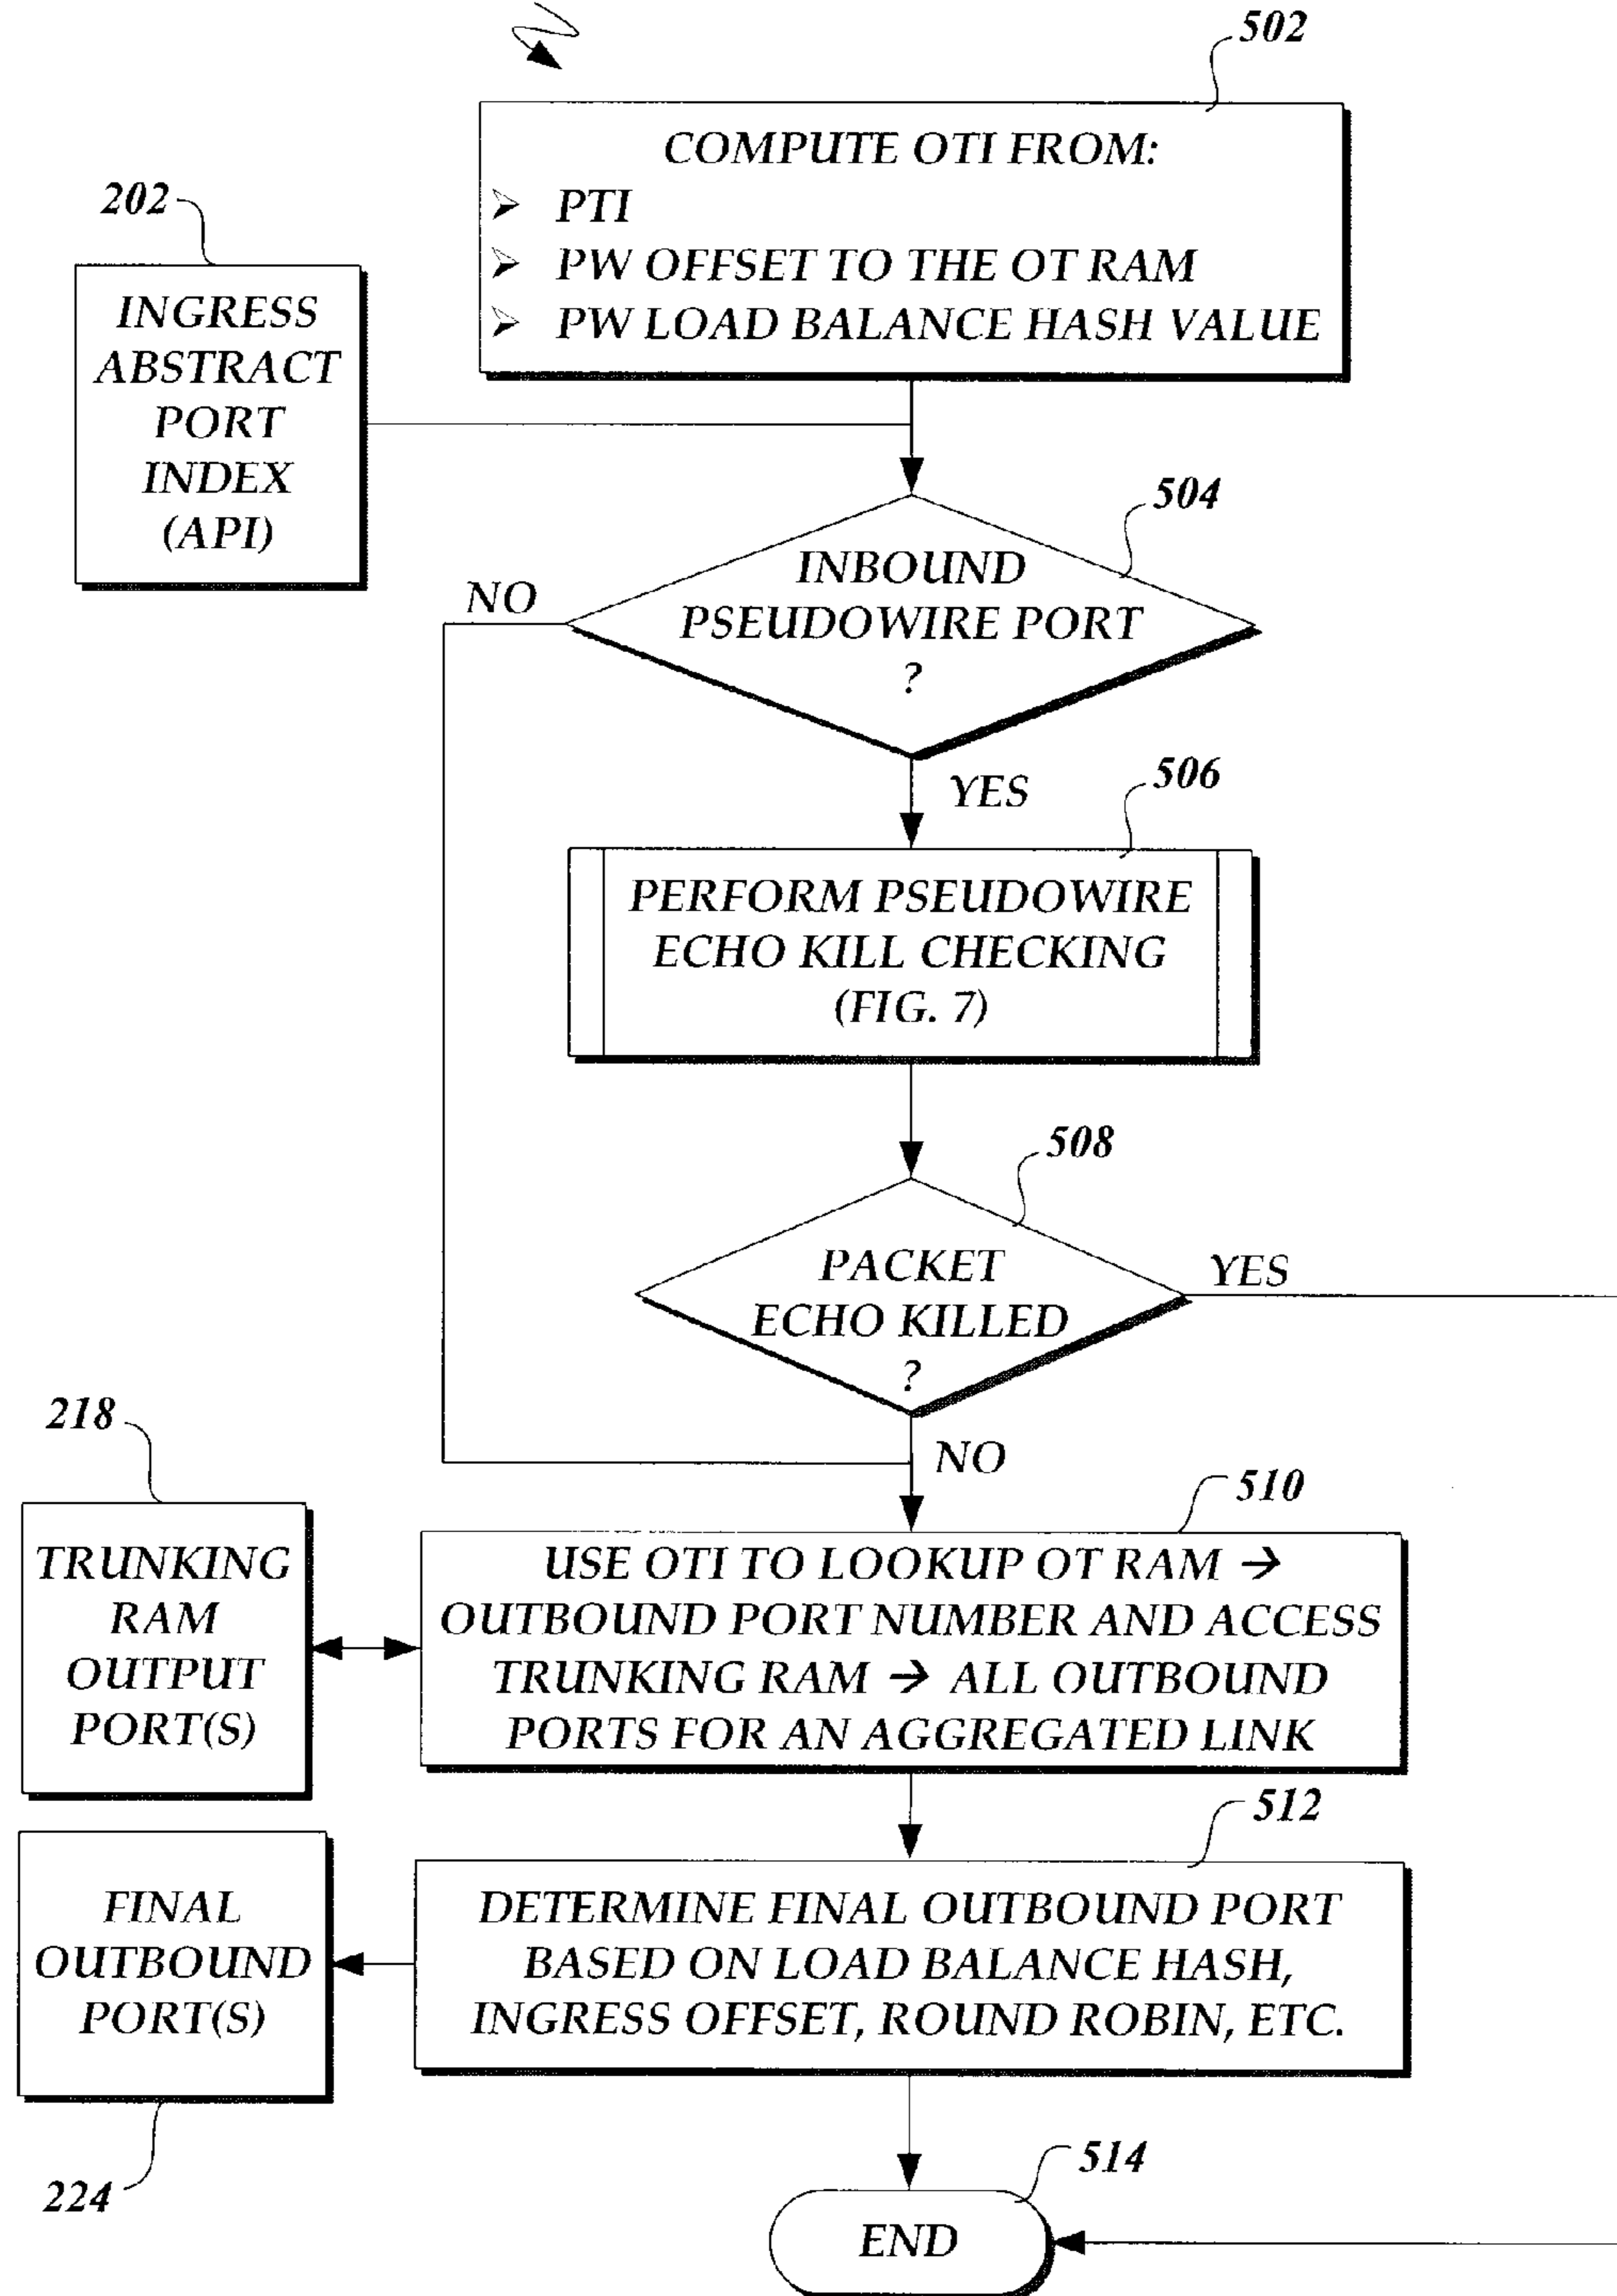 502
COMPUTE OTI FROM:
➢ PTI
➢ PW OFFSET TO THE OT RAM
➢ PW LOAD BALANCE HASH VALUE
202
INGRESS
ABSTRACT
PORT
INDEX
(API)
504
INBOUND
PSEUDOWIRE PORT
?
NO
YES
506
PERFORM PSEUDOWIRE
ECHO KILL CHECKING
(FIG. 7)
508
PACKET
ECHO KILLED
?
YES
NO
218
TRUNKING
RAM
OUTPUT
PORT(S)
510
USE OTI TO LOOKUP OT RAM →
OUTBOUND PORT NUMBER AND ACCESS
TRUNKING RAM → ALL OUTBOUND
PORTS FOR AN AGGREGATED LINK
512
FINAL
OUTBOUND
PORT(S)
224
DETERMINE FINAL OUTBOUND PORT
BASED ON LOAD BALANCE HASH,
INGRESS OFFSET, ROUND ROBIN, ETC.
514
END